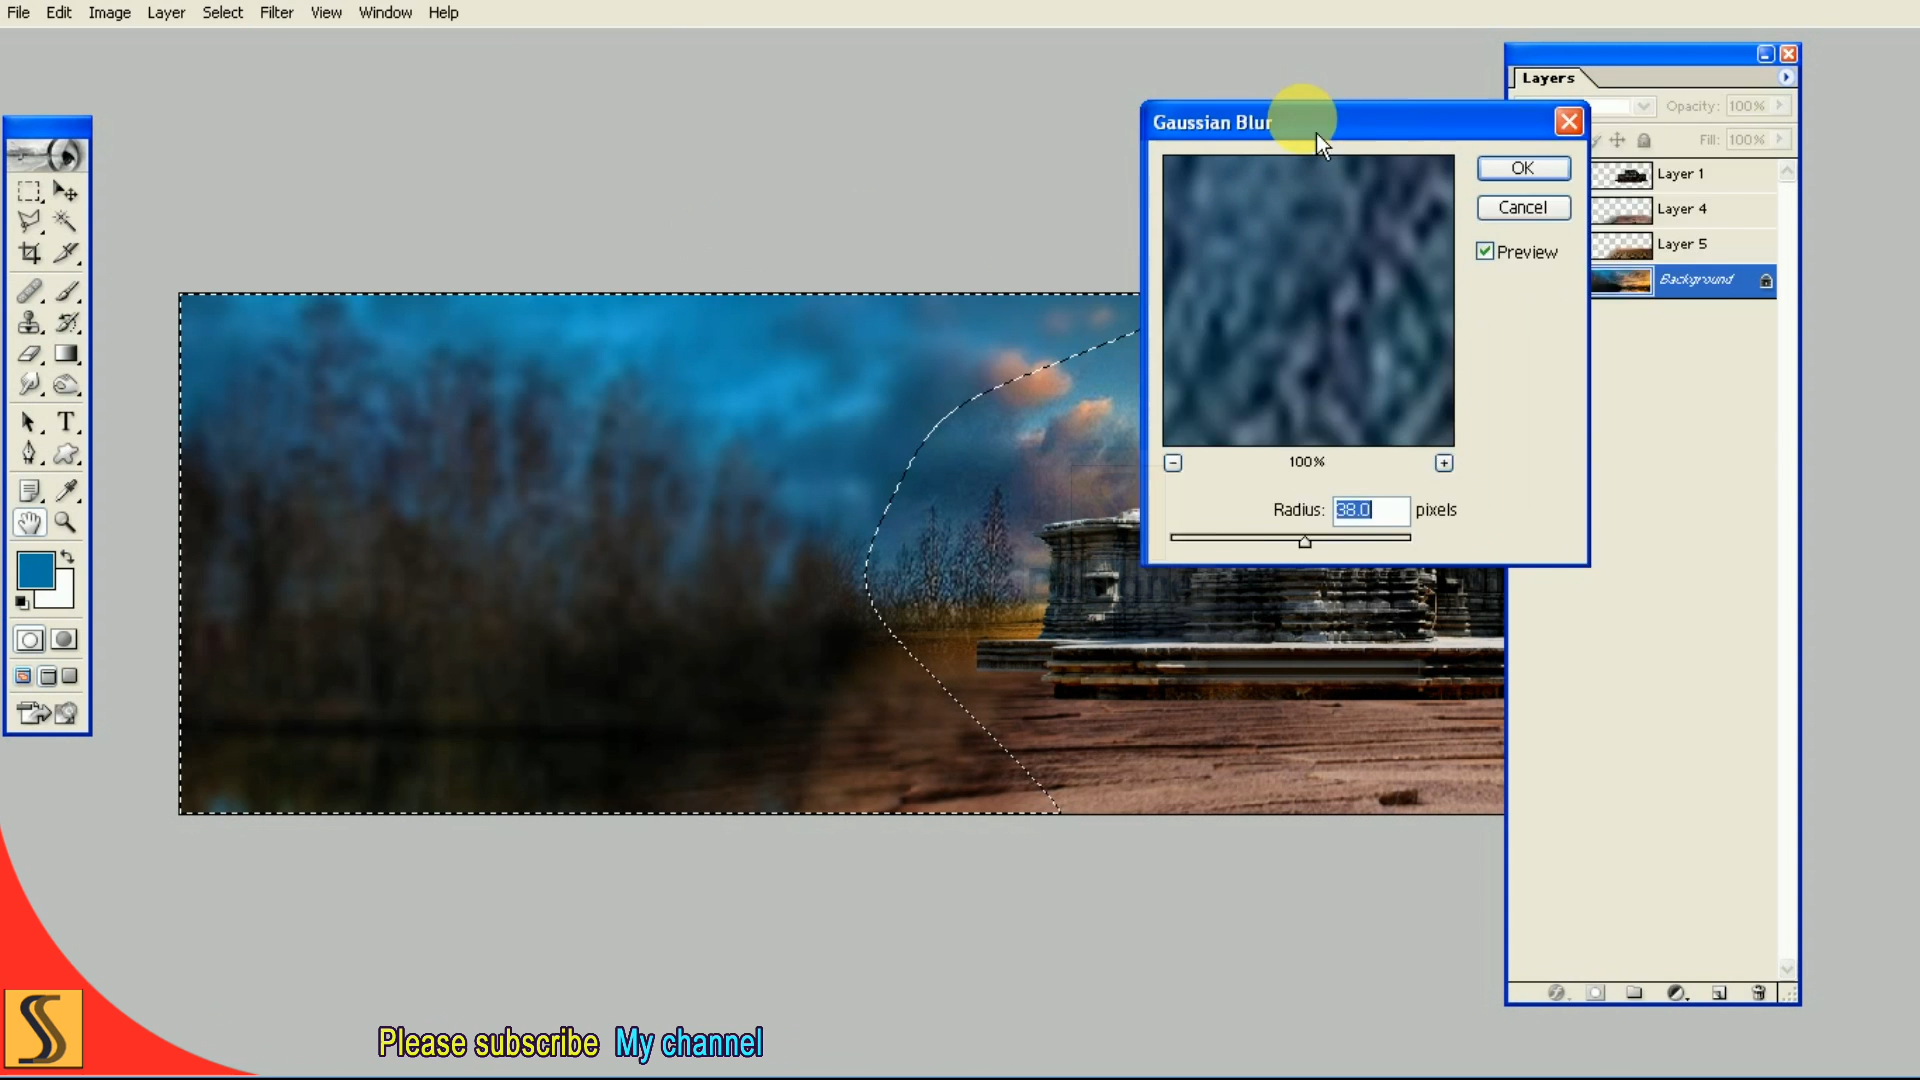 File Edit Image Layer Select Filter View Window Help
Layers
Opacity: 100%
Fill: 100%
Layer 1
Layer 4
Layer 5
Background
Gaussian Blur
OK
Cancel
Preview
100%
Radius: 38.0 pixels
Please subscribe My channel